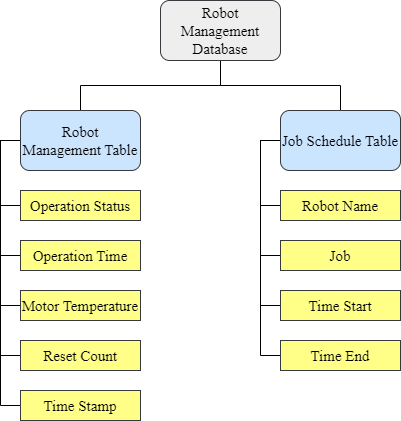 Robot
Management
Database
Robot
Management Table
Job Schedule Table
Operation Status
Robot Name
Operation Time
Job
Motor Temperature
Time Start
Reset Count
Time End
Time Stamp